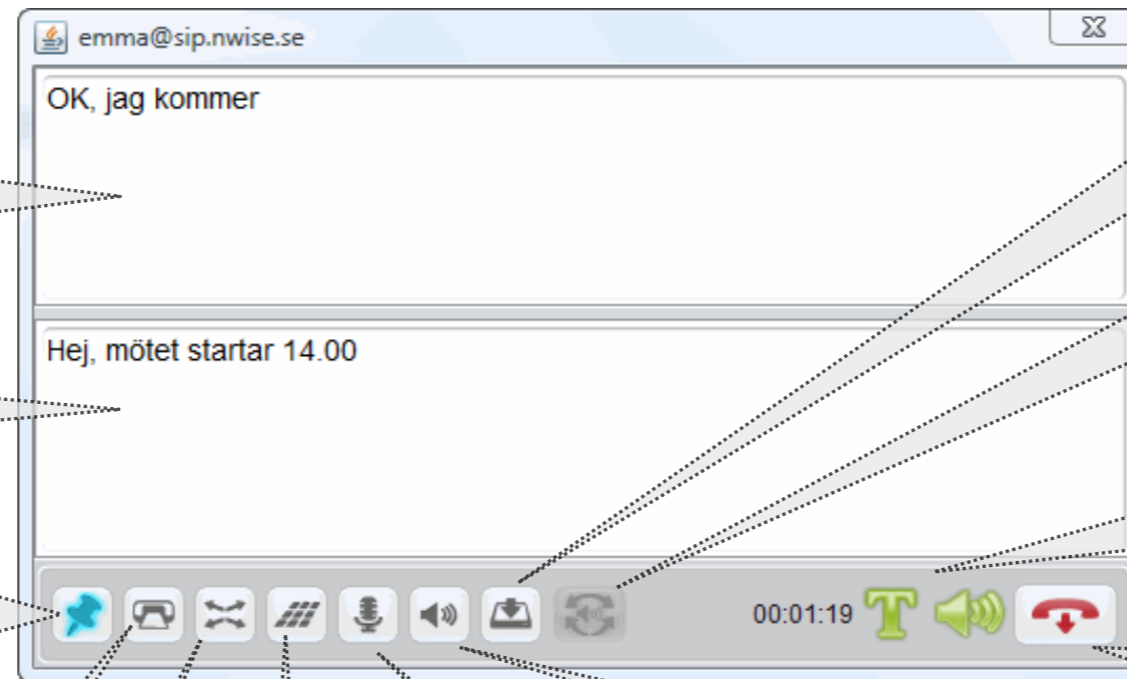 emma@sip.nwise.se
OK, jag kommer
Hej, mötet startar 14.00
00:01:19 T